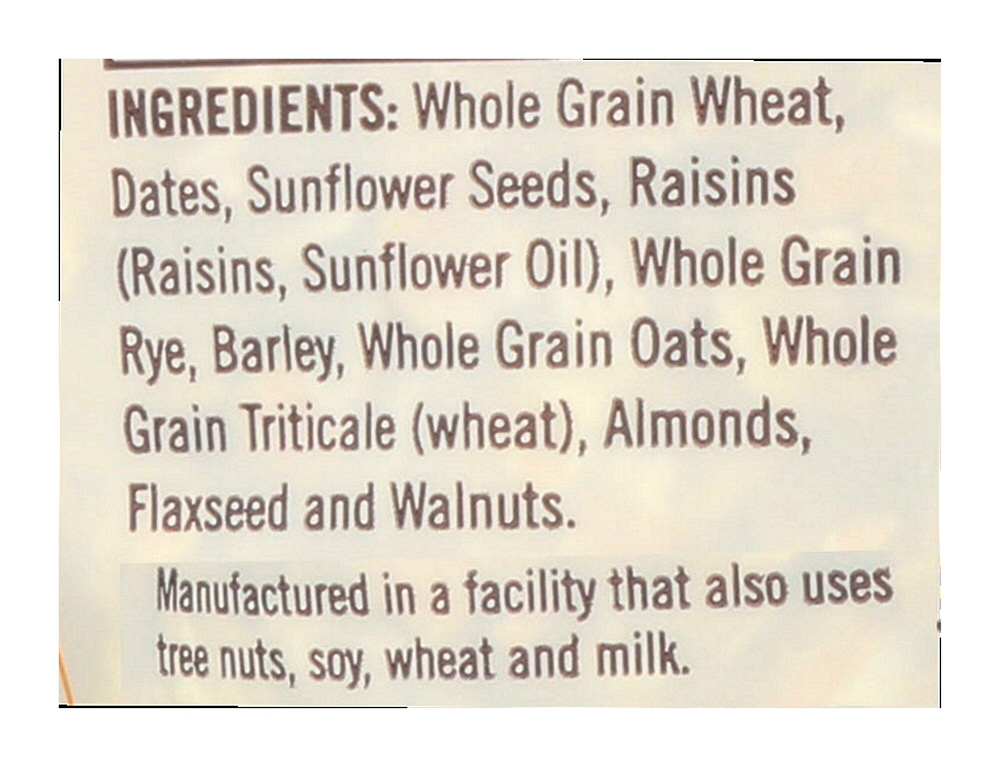 INGREDIENTS: Whole Grain Wheat,
Dates, Sunflower Seeds, Raisins
(Raisins, Sunflower Oil), Whole Grain
Rye, Barley, Whole Grain Oats, Whole
Grain Triticale (wheat), Almonds,
Flaxseed and Walnuts.
Manufactured in a facility that also uses
tree nuts, soy, wheat and milk.